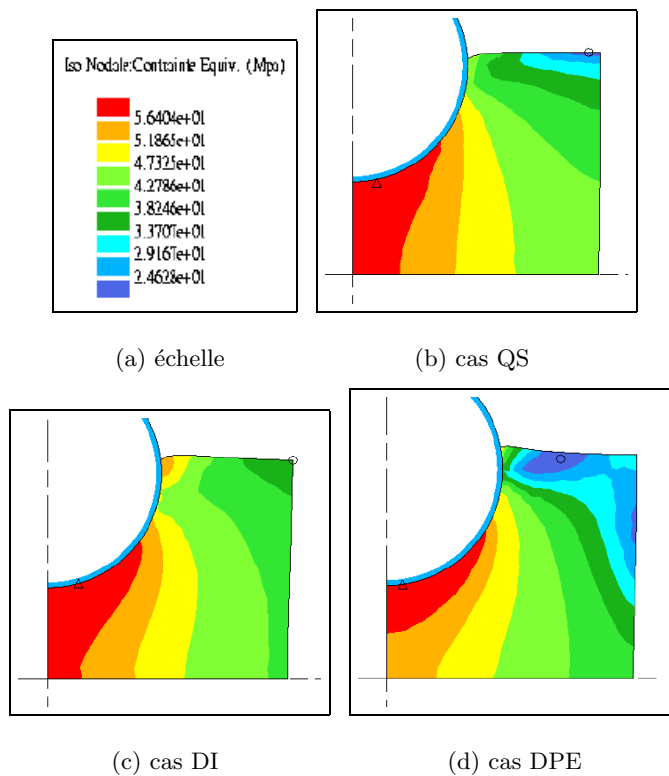 Iso Nodale:Contrainte Equiv. (Mpa)
5.6404e+01
5.1865e+01
4.7325e+01
4.2786e+01
3.8246e+01
3.3707e+01
2.9167e+01
2.4628e+01
(a) échelle
(b) cas QS
(c) cas DI
(d) cas DPE